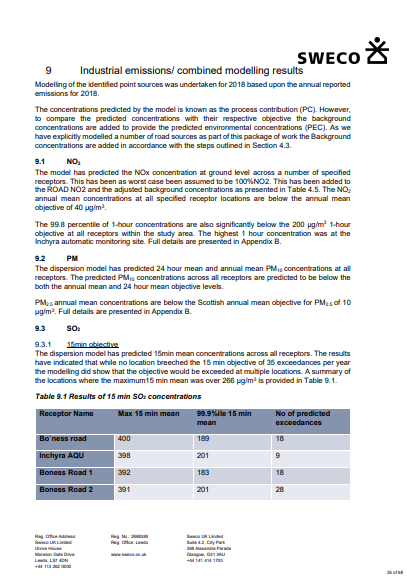 SWECO
9 Industrial emissions/ combined modelling results
Modelling of the identified point sources was undertaken for 2018 based upon the annual reported
emissions for 2018.
The concentrations predicted by the model is known as the process contribution (PC). However,
to compare the predicted concentrations with their respective objective the background
concentrations are added to provide the predicted environmental concentrations (PEC). As we
have explicitly modelled a number of road sources as part of this package of work the Background
concentrations are added in accordance with the steps outlined in Section 4.3.
9.1 NO₂
The model has predicted the NOx concentration at ground level across a number of specified
receptors. This has been as worst case been assumed to be 100%NO2. This has been added to
the ROAD NO2 and the adjusted background concentrations as presented in Table 4.5. The NO₂
annual mean concentrations at all specified receptor locations are below the annual mean
objective of 40 µg/m³.
The 99.8 percentile of 1-hour concentrations are also significantly below the 200 µg/m³ 1-hour
objective at all receptors within the study area. The highest 1 hour concentration was at the
Inchyra automatic monitoring site. Full details are presented in Appendix B.
9.2 PM
The dispersion model has predicted 24 hour mean and annual mean PM₁₀ concentrations at all
receptors. The predicted PM₁₀ concentrations across all receptors are predicted to be below the
both the annual mean and 24 hour mean objective levels.
PM₂.₅ annual mean concentrations are below the Scottish annual mean objective for PM₂.₅ of 10
µg/m³. Full details are presented in Appendix B.
9.3 SO₂
9.3.1 15min objective
The dispersion model has predicted 15min mean concentrations across all receptors. The results
have indicated that while no location breeched the 15 min objective of 35 exceedances per year
the modelling did show that the objective would be exceeded at multiple locations. A summary of
the locations where the maximum15 min mean was over 266 µg/m³ is provided in Table 9.1.
Table 9.1 Results of 15 min SO₂ concentrations
Receptor Name Max 15 min mean 99.9%ile 15 min mean No of predicted exceedances
Bo'ness road 400 189 18
Inchyra AQU 398 201 9
Boness Road 1 392 183 18
Boness Road 2 391 201 28
Reg. Office Address:
Sweco UK Limited
Grove House
Mansion Gate Drive
Leeds, LS7 4DN
+44 113 262 0000
Reg. No.: 2888385
Reg. Office: Leeds
www.sweco.co.uk
Sweco UK Limited
Suite 4.2, City Park
368 Alexandra Parade
Glasgow, G31 3AU
+44 141 414 1700
35 of 68